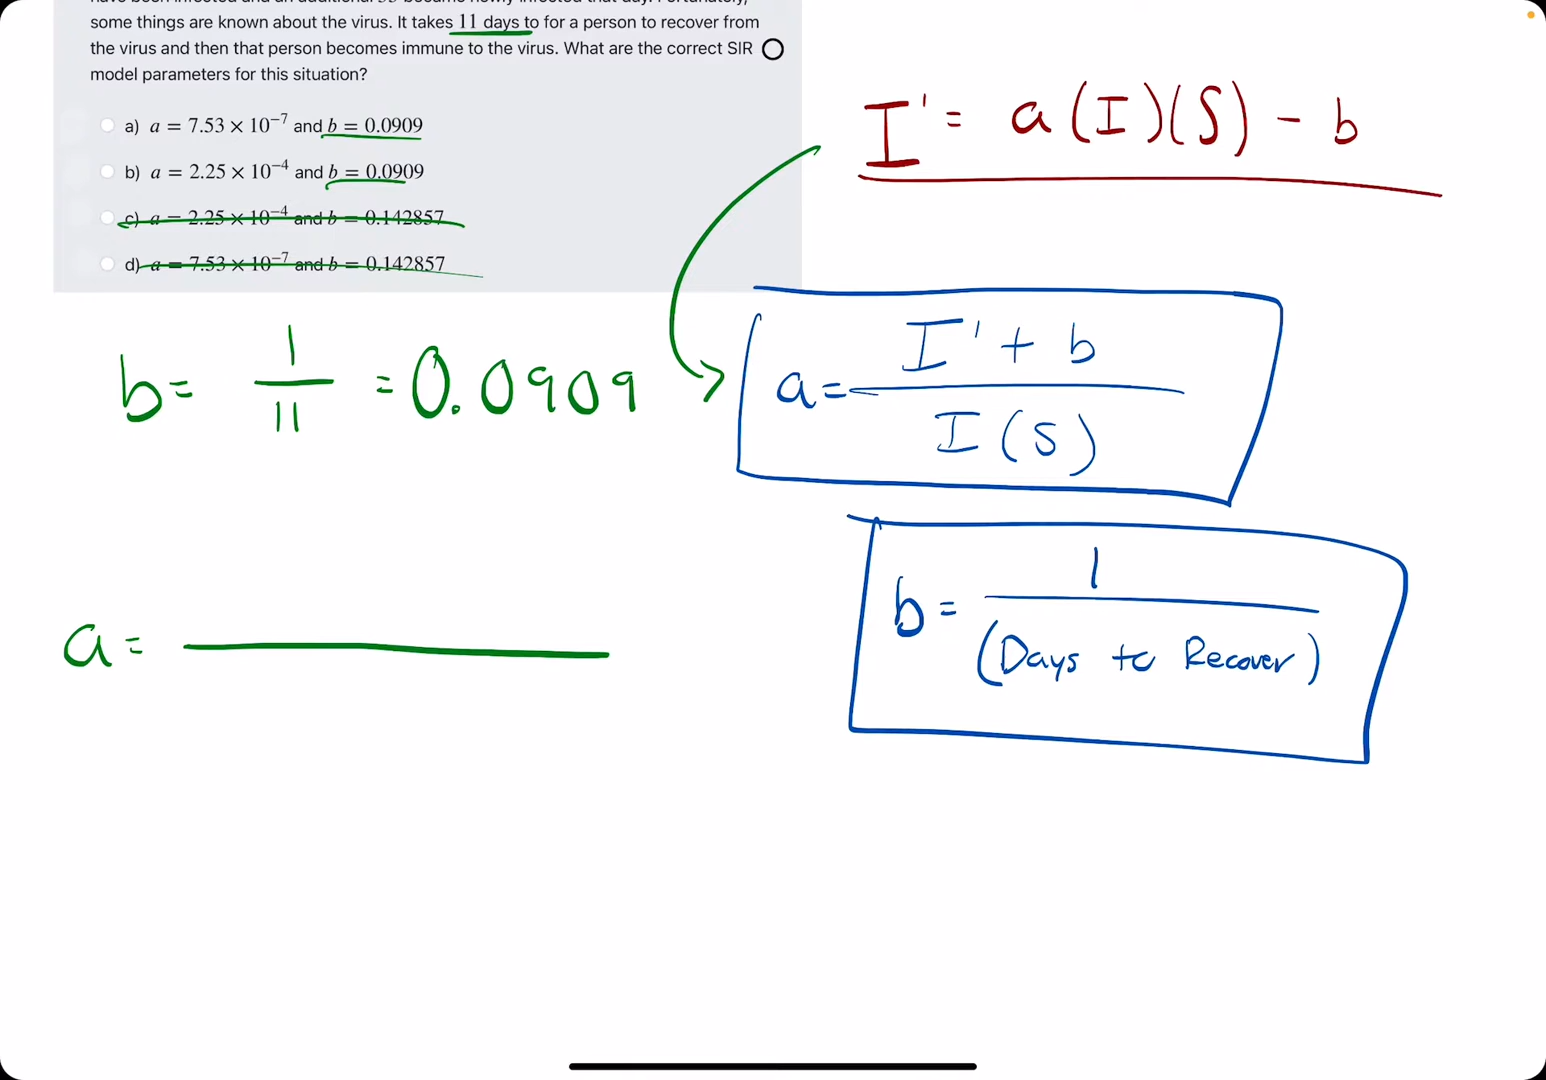 some things are known about the virus. It takes 11 days to for a person to recover from
the virus and then that person becomes immune to the virus. What are the correct SIR
model parameters for this situation?
a) a = 7.53 × 10⁻⁷ and b = 0.0909
b) a = 2.25 × 10⁻⁴ and b = 0.0909
c) a = 2.25 × 10⁻⁴ and b = 0.142857
d) a = 7.53 × 10⁻⁷ and b = 0.142857
I' = a(I)(S) - b
a = (I' + b) / I(S)
b = 1/11 = 0.0909
b = 1 / (Days to Recover)
a =